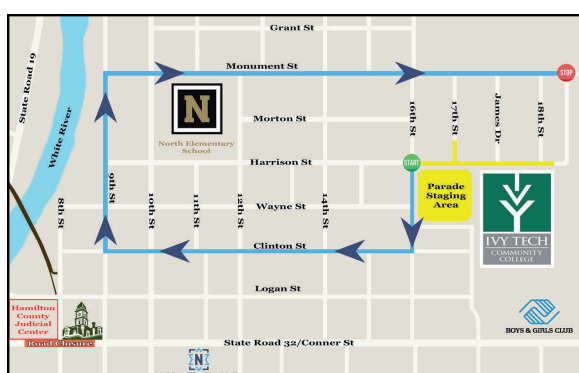 Grant St
State Road 19
Monument St
STOP
White River
N
North Elementary
School
Morton St
16th St
17th St
James Dr
18th St
Harrison St
START
8th St
9th St
10th St
11th St
12th St
14th St
Wayne St
Parade
Staging
Area
IVY TECH
COMMUNITY
COLLEGE
Clinton St
Logan St
Hamilton
County
Judicial
Center
Road Closure
BOYS & GIRLS CLUB
State Road 32/Conner St
N